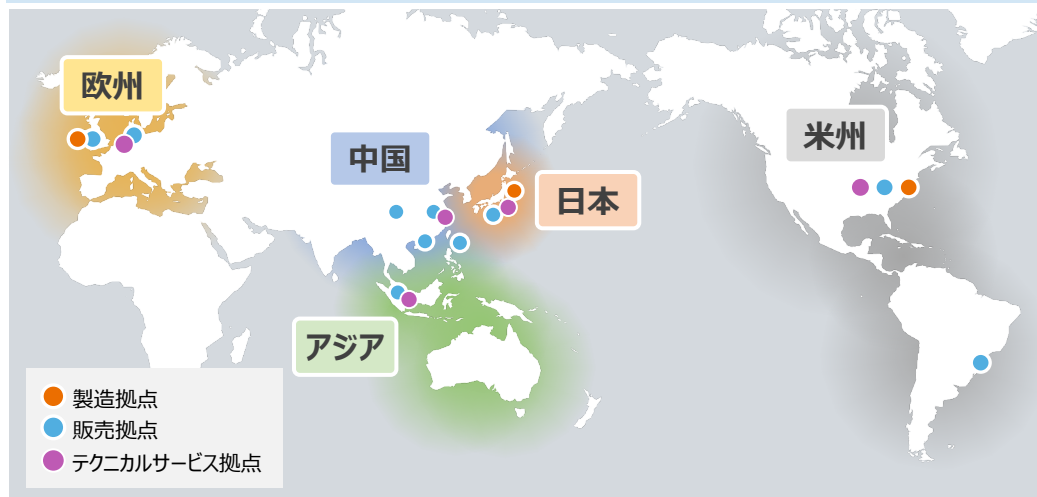 欧州
中国
日本
米州
アジア
製造拠点
販売拠点
テクニカルサービス拠点